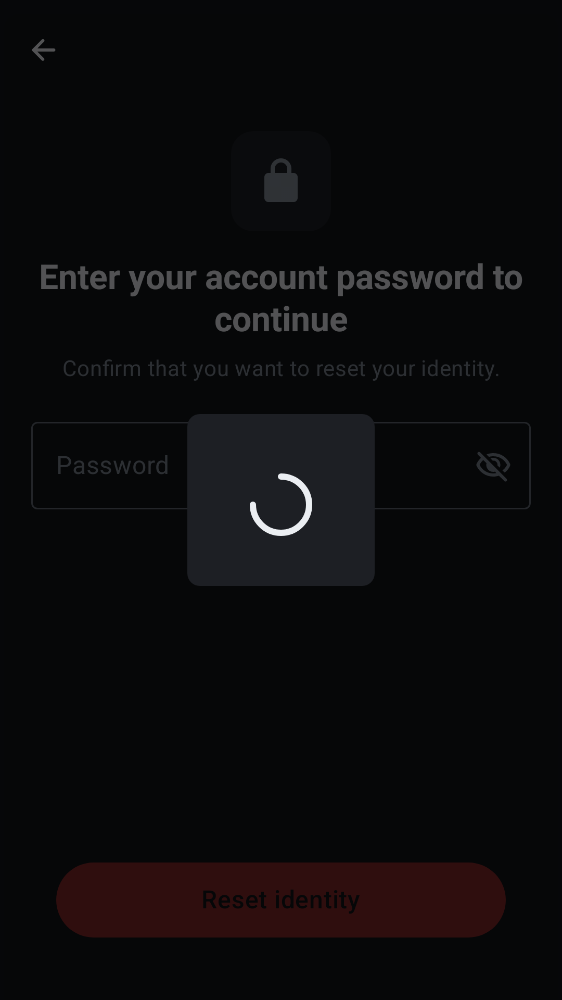 Enter your account password to
continue
Confirm that you want to reset your identity.
Password
Reset identity